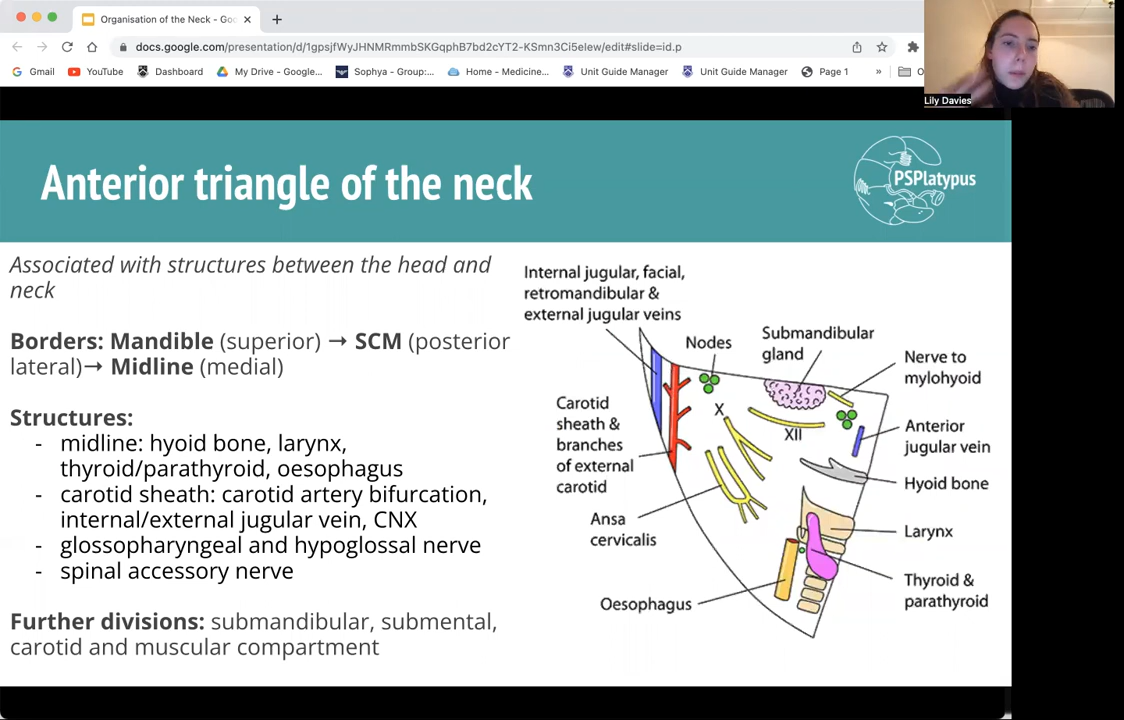 Organisation of the Neck - Goo
docs.google.com/presentation/d/1gpsjfWyJHNMRmmbSKGqphB7bd2cYT2-KSmn3Ci5eIew/edit#slide=id.p
Gmail
YouTube
Dashboard
My Drive - Google...
Sophya - Group:...
Home - Medicine...
Unit Guide Manager
Unit Guide Manager
Page 1
»
O
Lily Davies
Anterior triangle of the neck
PSPlatypus
Associated with structures between the head and
neck
Borders: Mandible (superior) → SCM (posterior
lateral)→ Midline (medial)
Structures:
- midline: hyoid bone, larynx,
thyroid/parathyroid, oesophagus
- carotid sheath: carotid artery bifurcation,
internal/external jugular vein, CNX
- glossopharyngeal and hypoglossal nerve
- spinal accessory nerve
Further divisions: submandibular, submental,
carotid and muscular compartment
Internal jugular, facial,
retromandibular &
external jugular veins
Nodes
Submandibular
gland
Nerve to
mylohyoid
Carotid
sheath &
branches
of external
carotid
X
XII
Anterior
jugular vein
Hyoid bone
Ansa
cervicalis
Larynx
Thyroid &
parathyroid
Oesophagus